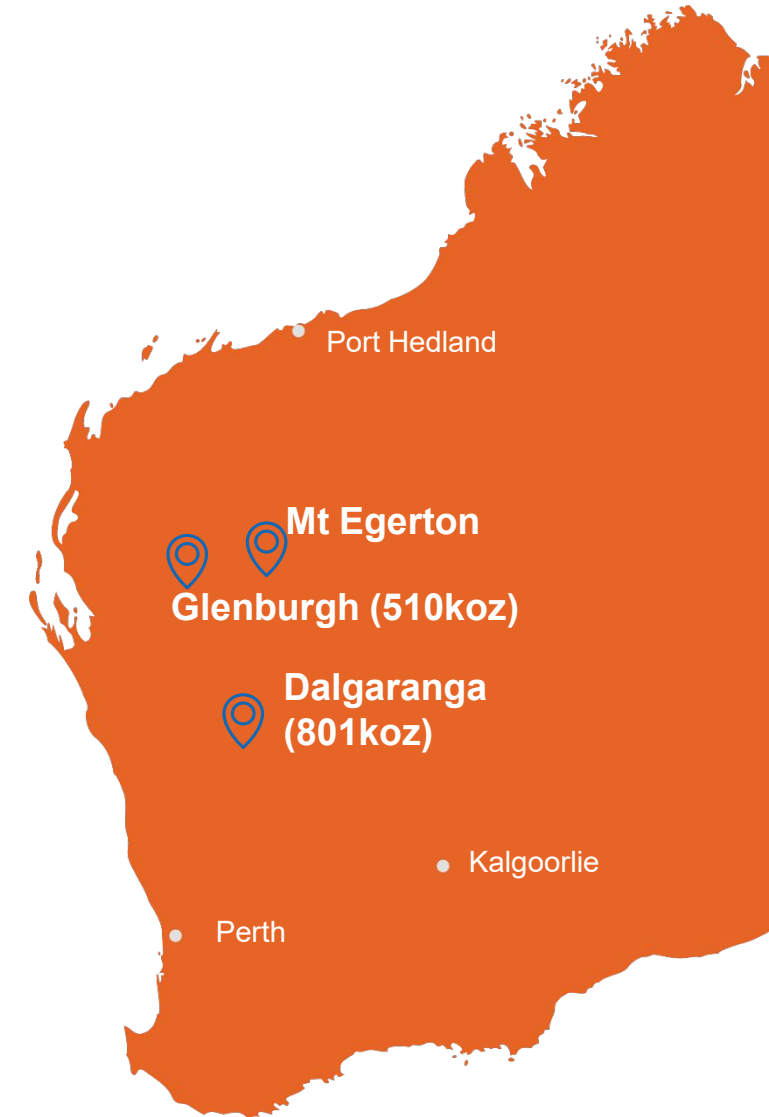 Port Hedland
Mt Egerton
Glenburgh (510koz)
Dalgaranga
(801koz)
Kalgoorlie
Perth